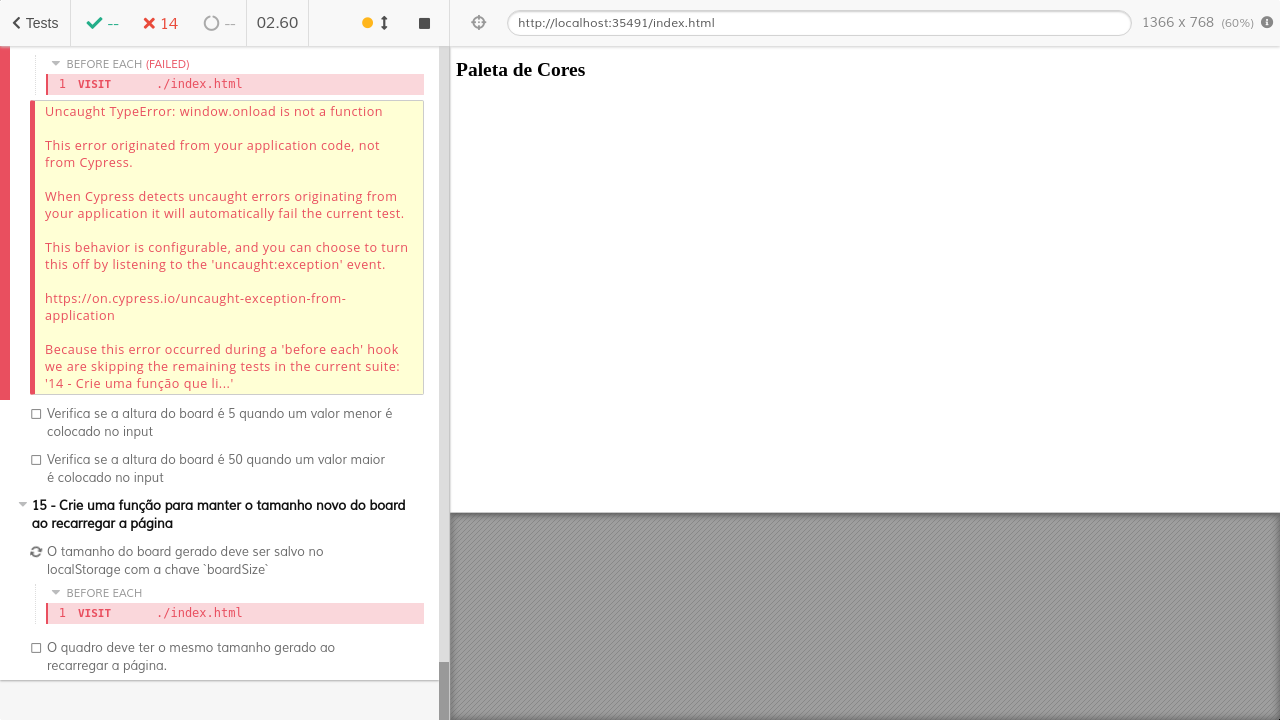 Tests -- 14 -- 02.60 http://localhost:35491/index.html 1366 x 768 (60%)
BEFORE EACH (FAILED)
1 VISIT ./index.html
Uncaught TypeError: window.onload is not a function
This error originated from your application code, not
from Cypress.
When Cypress detects uncaught errors originating from
your application it will automatically fail the current test.
This behavior is configurable, and you can choose to turn
this off by listening to the 'uncaught:exception' event.
https://on.cypress.io/uncaught-exception-from-
application
Because this error occurred during a 'before each' hook
we are skipping the remaining tests in the current suite:
'14 - Crie uma função que li...'
Verifica se a altura do board é 5 quando um valor menor é
colocado no input
Verifica se a altura do board é 50 quando um valor maior
é colocado no input
15 - Crie uma função para manter o tamanho novo do board
ao recarregar a página
O tamanho do board gerado deve ser salvo no
localStorage com a chave `boardSize`
BEFORE EACH
1 VISIT ./index.html
O quadro deve ter o mesmo tamanho gerado ao
recarregar a página.
Paleta de Cores